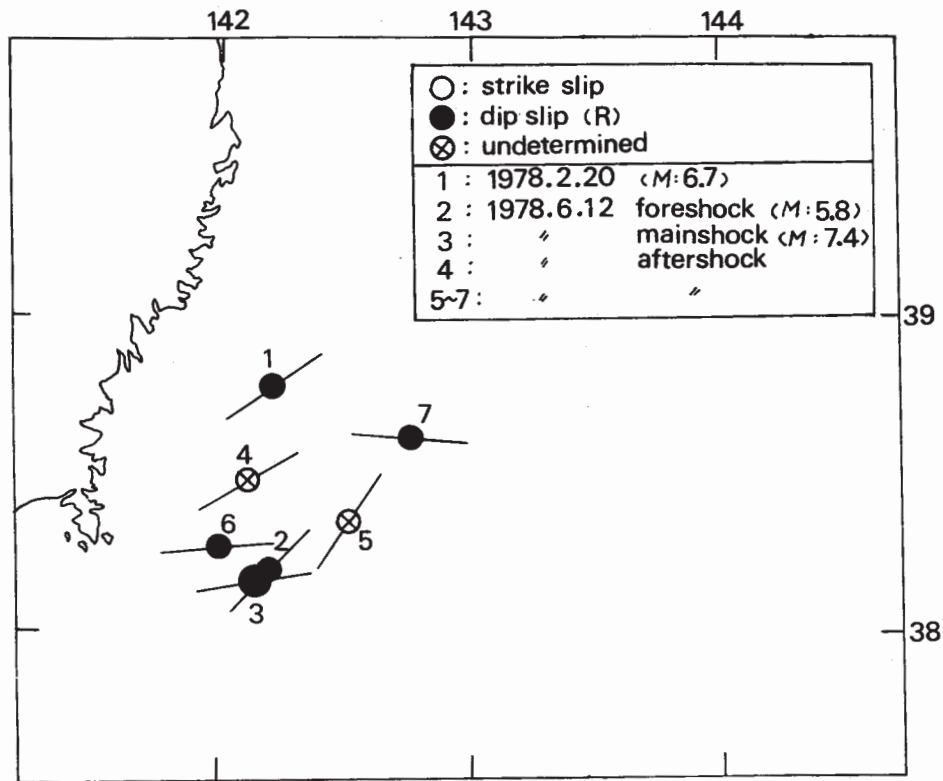 142 143 144
○: strike slip
●: dip slip (R)
⊗: undetermined
1 : 1978.2.20 (M:6.7)
2 : 1978.6.12 foreshock (M:5.8)
3 : 〃 mainshock (M:7.4)
4 : 〃 aftershock
5~7: 〃 〃
39
1
7
4
5
6
2
3
38